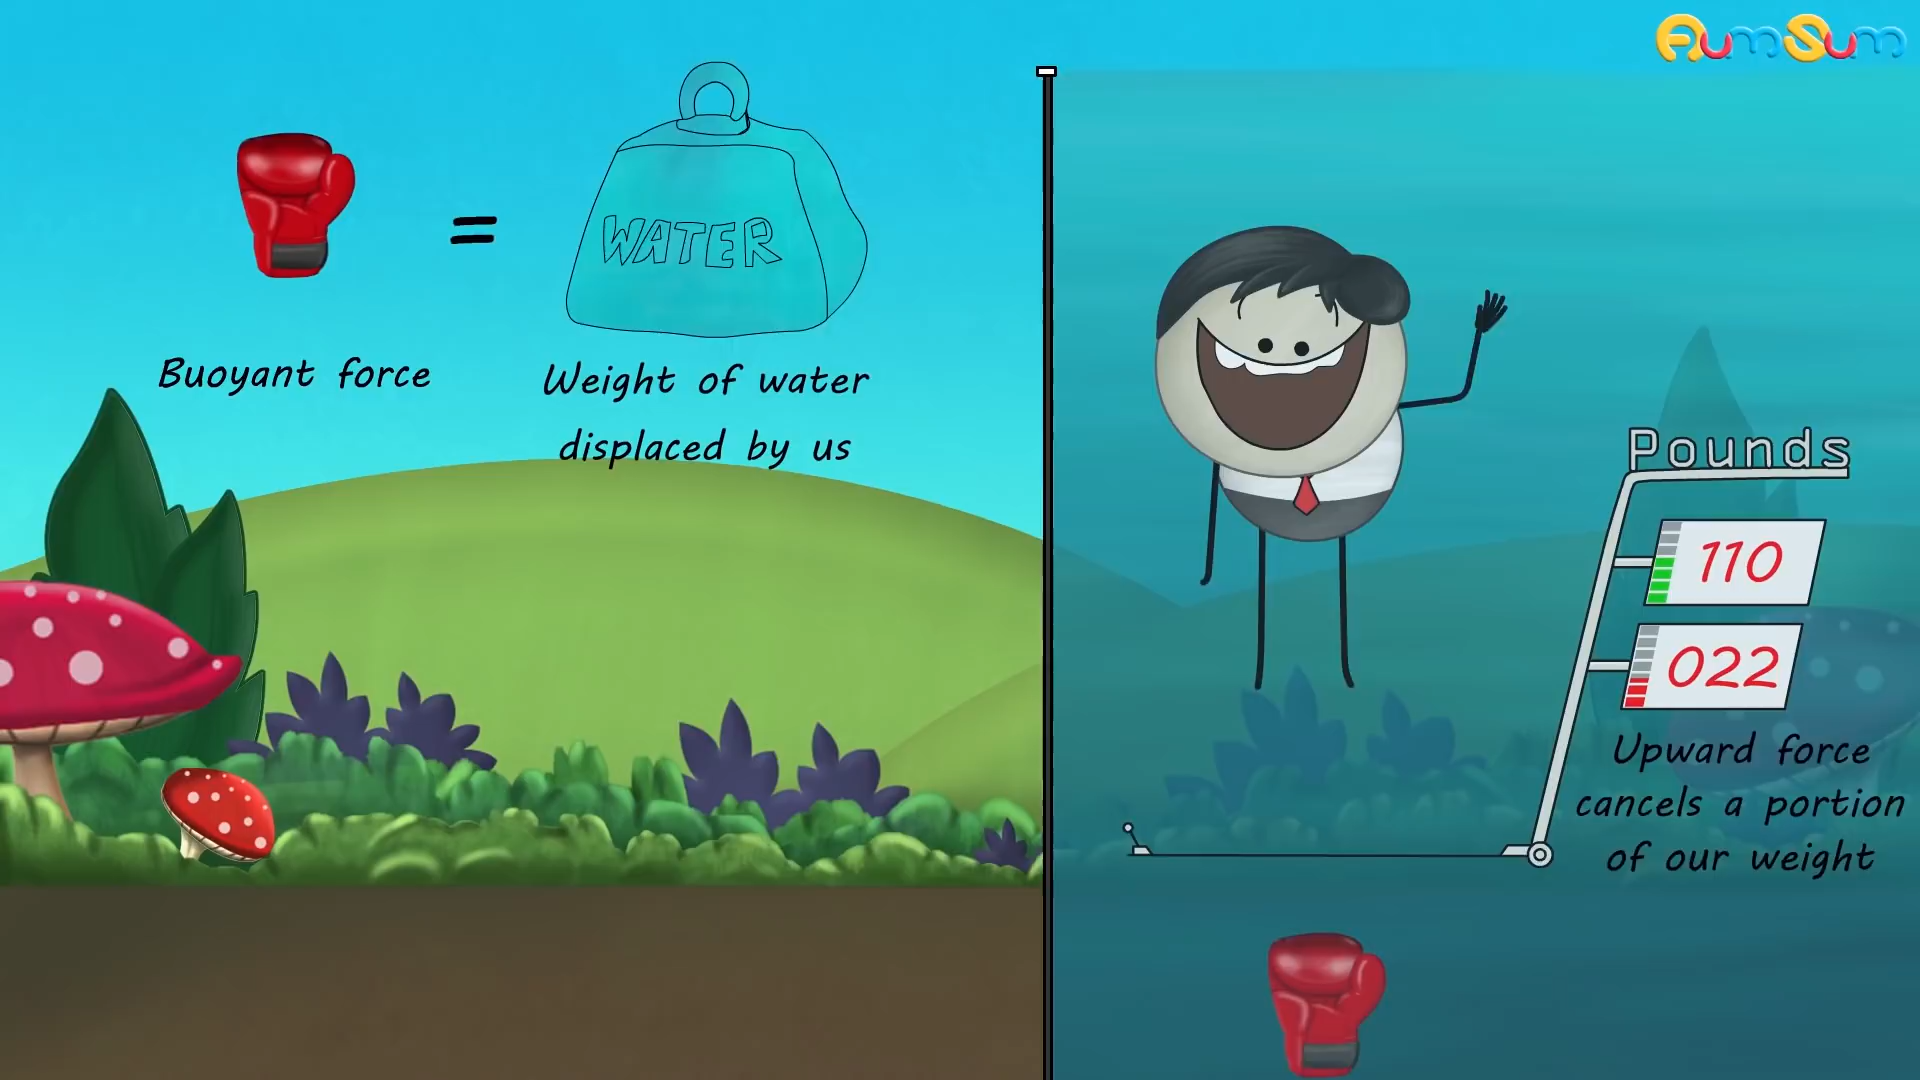 AumSum
=
WATER
Buoyant force
Weight of water
displaced by us
Pounds
110
022
Upward force
cancels a portion
of our weight